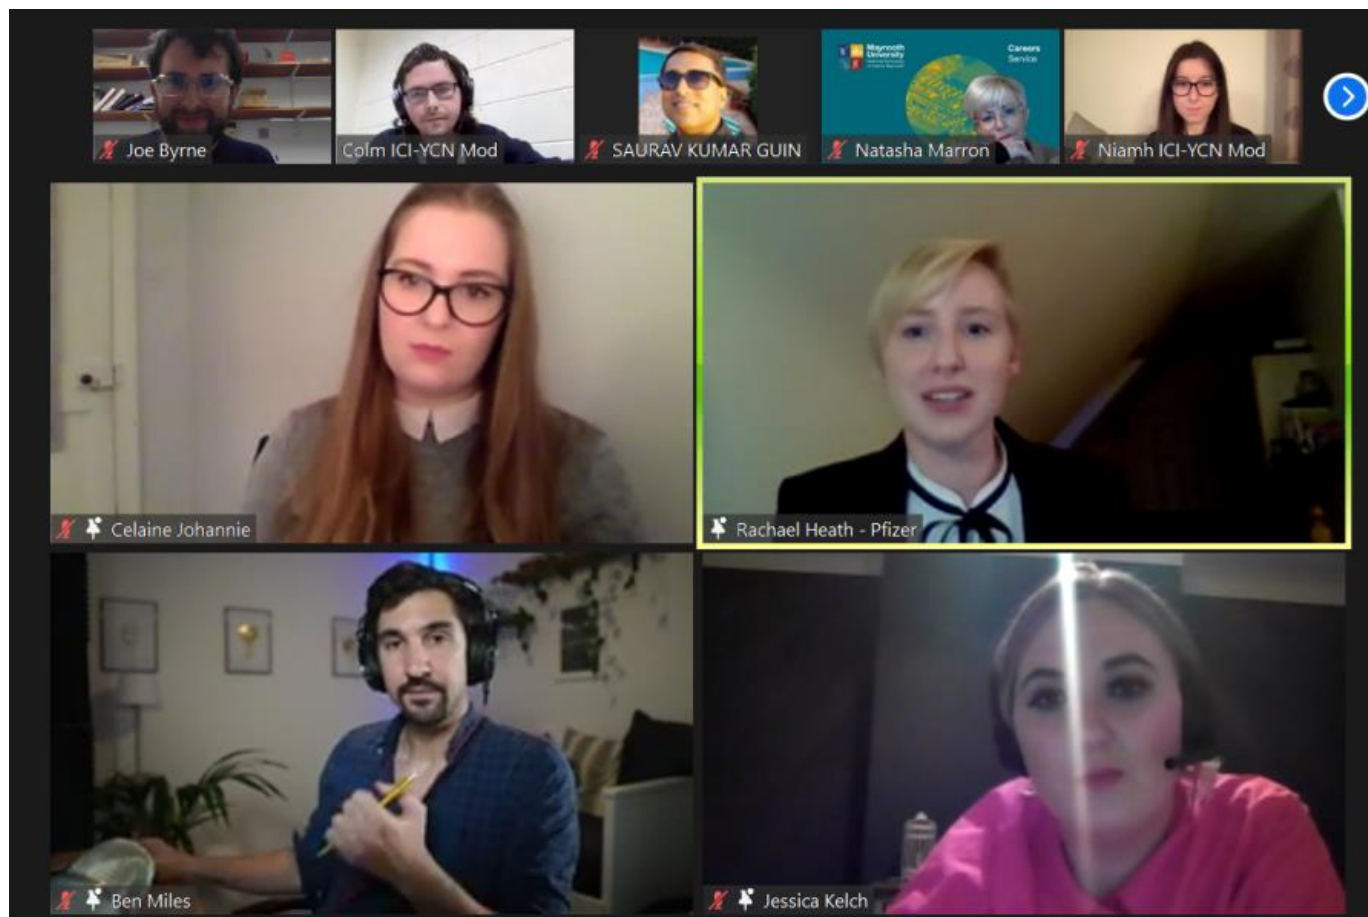 Joe Byrne
Colm ICI-YCN Mod
SAURAV KUMAR GUIN
Maynooth
University
Careers
Service
Natasha Marron
Niamh ICI-YCN Mod
Celaine Johannie
Rachael Heath - Pfizer
Ben Miles
Jessica Kelch